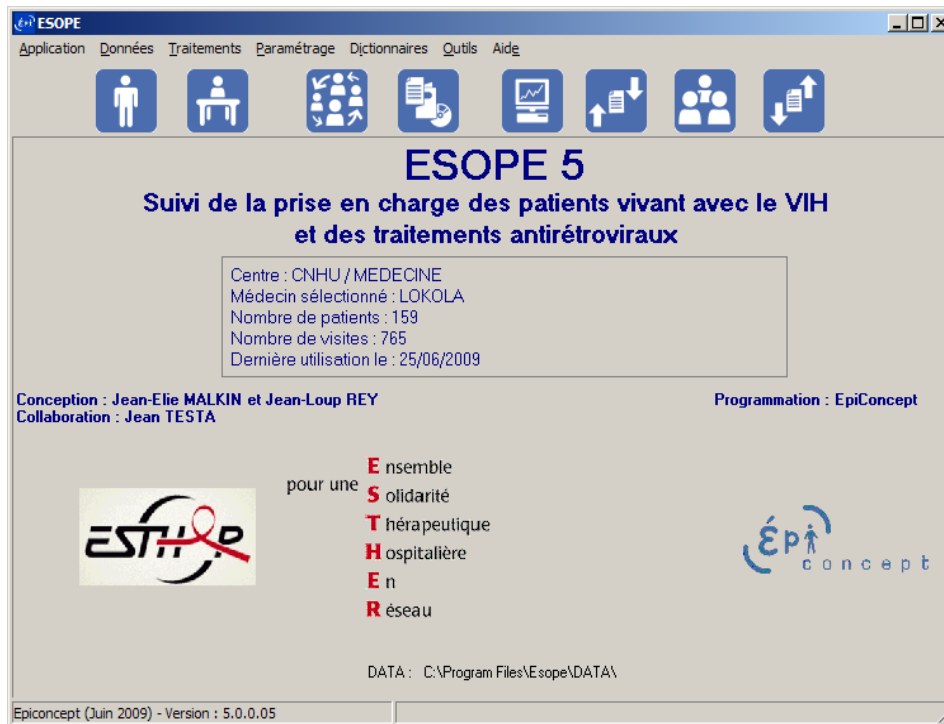 ESOPE
Application Données Traitements Paramétrage Dictionnaires Outils Aide
ESOPE 5
Suivi de la prise en charge des patients vivant avec le VIH
et des traitements antirétroviraux
Centre : CNHU / MEDECINE
Médecin sélectionné : LOKOLA
Nombre de patients : 159
Nombre de visites : 765
Dernière utilisation le : 25/06/2009
Conception : Jean-Elie MALKIN et Jean-Loup REY
Programmation : EpiConcept
Collaboration : Jean TESTA
pour une
E nsemble
S olidarité
T hérapeutique
H ospitalière
E n
R éseau
ESTHER
Épi
concept
DATA : C:\Program Files\Esope\DATA\
Epiconcept (Juin 2009) - Version : 5.0.0.05